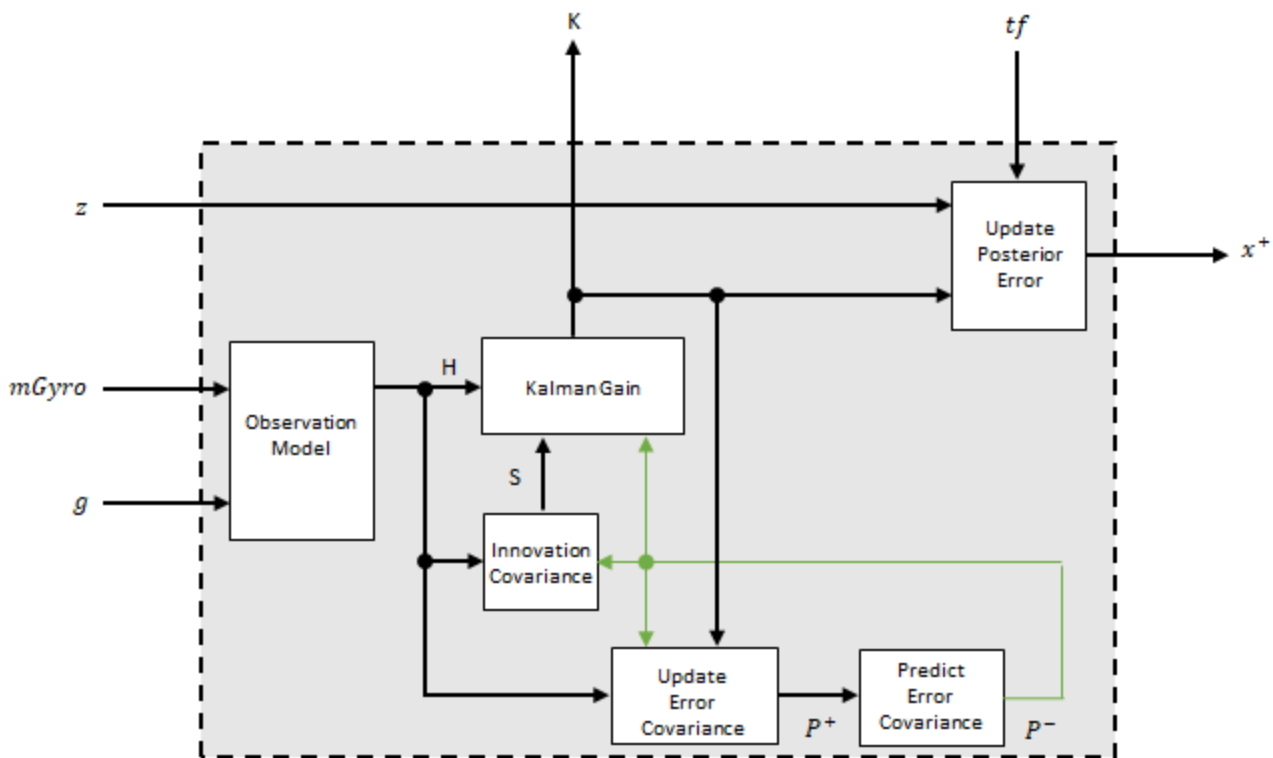 K
tf
z
Update
Posterior
Error
x⁺
mGyro
H
Kalman Gain
Observation
Model
g
S
Innovation
Covariance
Update
Error
Covariance
P⁺
Predict
Error
Covariance
P⁻